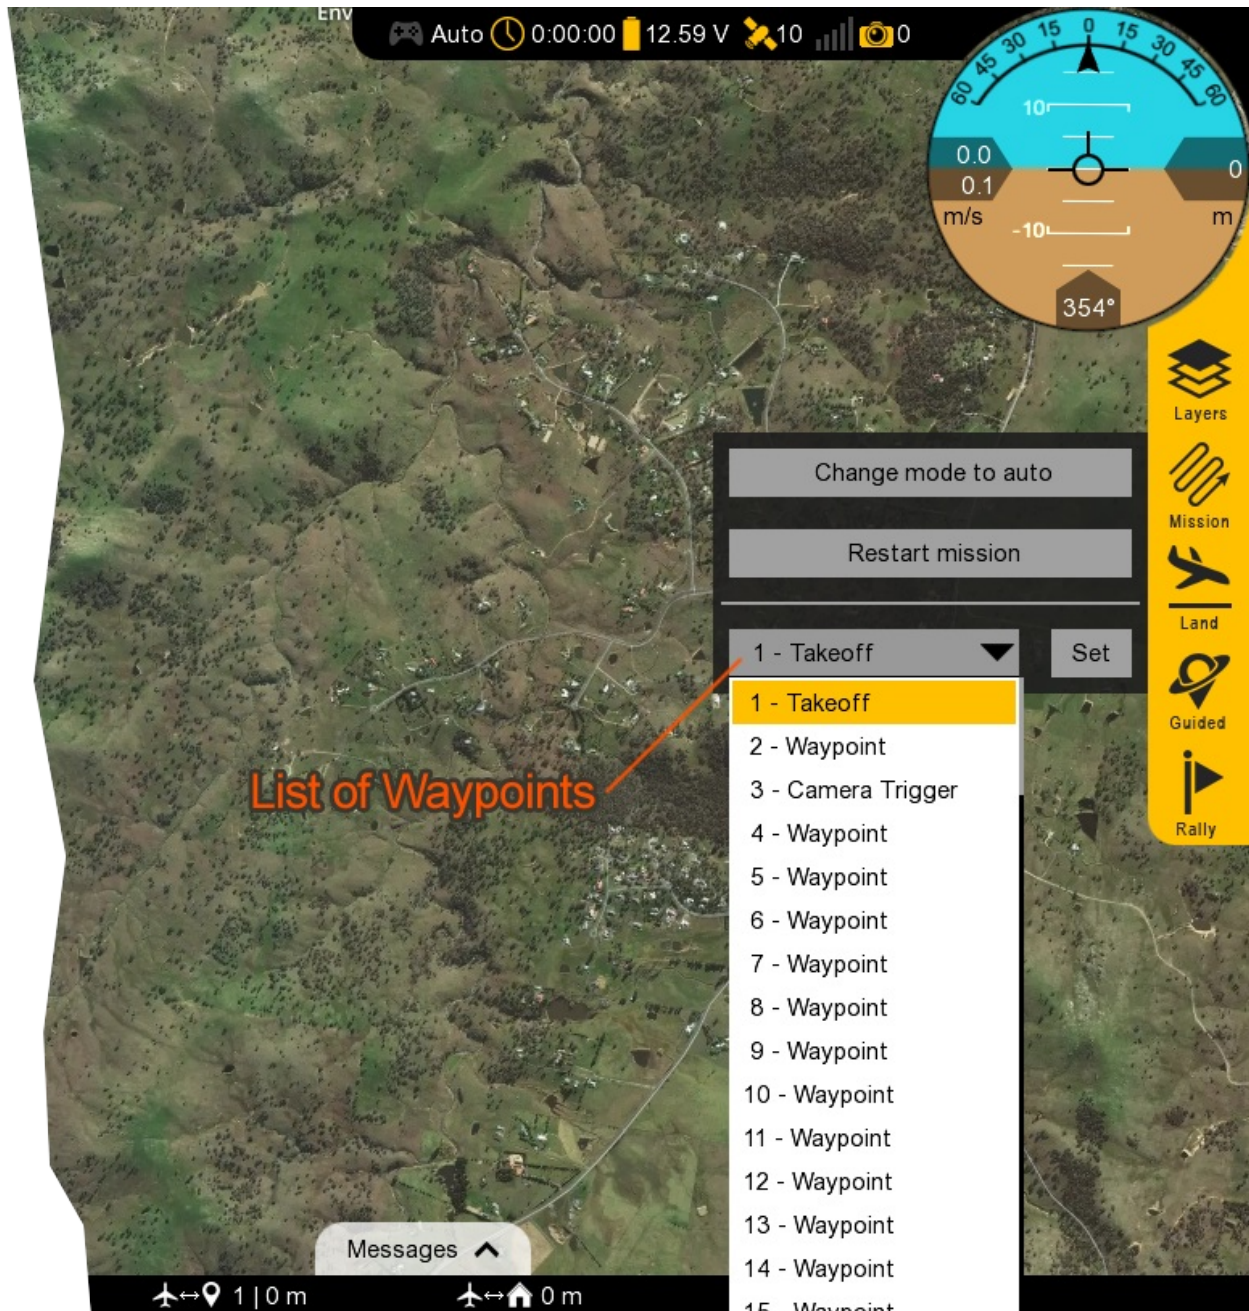 Env
Auto 0:00:00 12.59 V 10 0
60 45 30 15 0 15 30 45 60
10
0.0
0
0.1
m/s
m
-10
354°
Layers
Change mode to auto
Mission
Restart mission
Land
1 - Takeoff
Set
1 - Takeoff
Guided
2 - Waypoint
List of Waypoints
3 - Camera Trigger
Rally
4 - Waypoint
5 - Waypoint
6 - Waypoint
7 - Waypoint
8 - Waypoint
9 - Waypoint
10 - Waypoint
11 - Waypoint
12 - Waypoint
13 - Waypoint
Messages
14 - Waypoint
1 | 0 m
0 m
15 - Waypoint